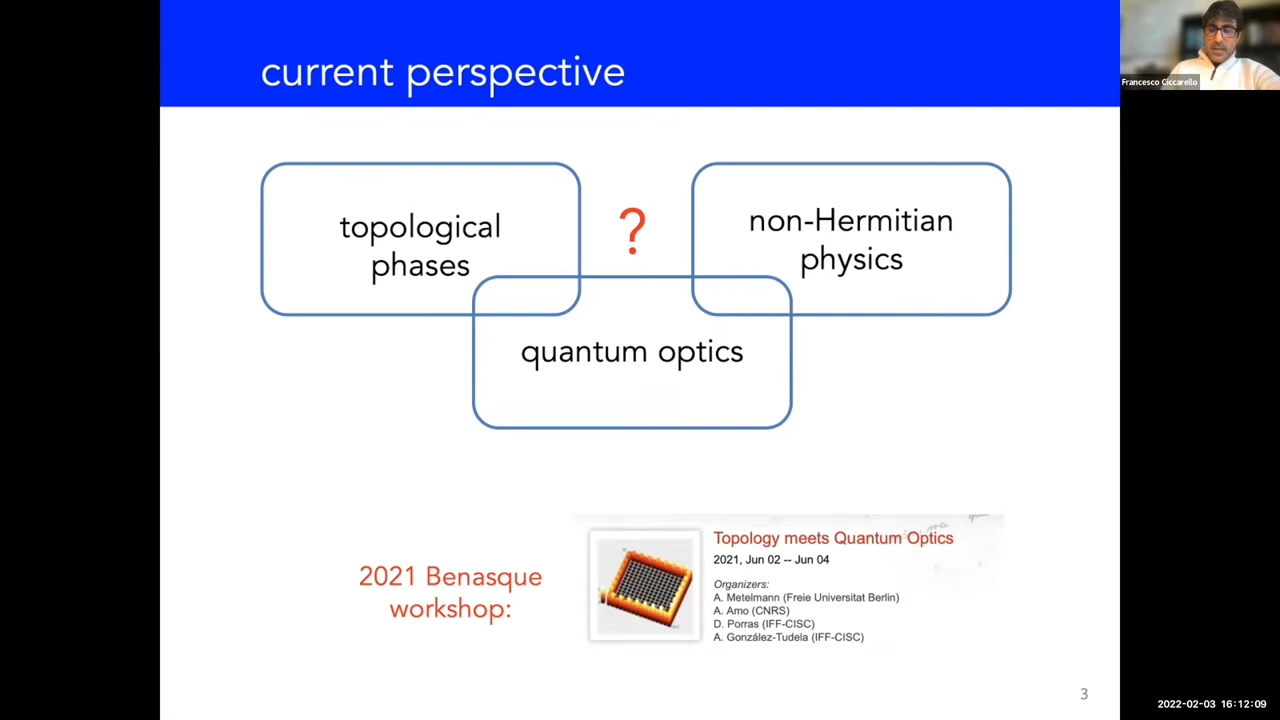 current perspective
Francesco Ciccarello
topological
phases
?
non-Hermitian
physics
quantum optics
2021 Benasque
workshop:
Topology meets Quantum Optics
2021, Jun 02 -- Jun 04
Organizers:
A. Metelmann (Freie Universitat Berlin)
A. Amo (CNRS)
D. Porras (IFF-CISC)
A. González-Tudela (IFF-CISC)
3
2022-02-03 16:12:09